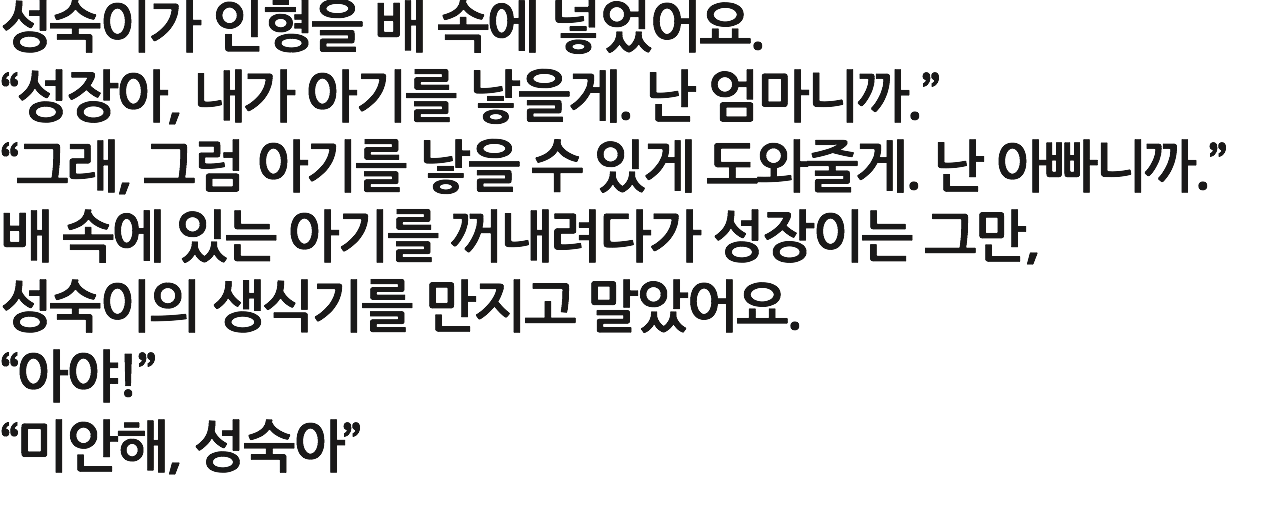 성숙이가 인형을 배 속에 넣었어요.
“성장아, 내가 아기를 낳을게. 난 엄마니까.”
“그래, 그럼 아기를 낳을 수 있게 도와줄게. 난 아빠니까.”
배 속에 있는 아기를 꺼내려다가 성장이는 그만,
성숙이의 생식기를 만지고 말았어요.
“아야!”
“미안해, 성숙아”